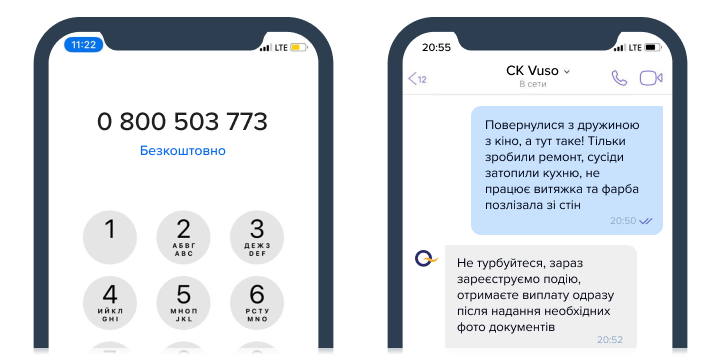 11:22
LTE
0 800 503 773
Безкоштовно
1
2
АБВГ
ABC
3
ДЕЖЗ
DEF
4
ИЙКЛ
GHI
5
МНОП
JKL
6
РСТУ
MNO
20:55
LTE
12
СК Vuso
В сети
Повернулися з дружиною
з кіно, а тут таке! Тільки
зробили ремонт, сусіди
затопили кухню, не
працює витяжка та фарба
позлізала зі стін
20:50
Не турбуйтеся, зараз
зареєструємо подію,
отримаєте виплату одразу
після надання необхідних
фото документів
20:52